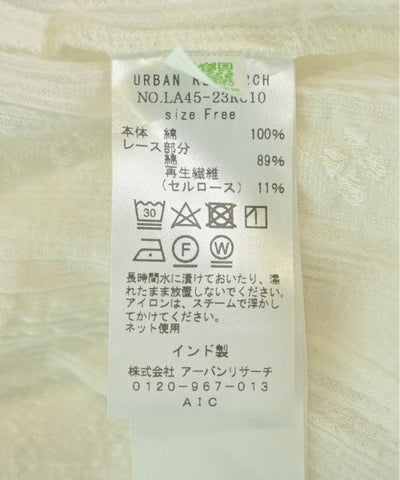 URBAN RE RCH
NO.LA45-23R 10
size Free
本体 綿 100%
レース部分
綿 89%
再生繊維
(セルロース) 11%
30
F W
長時間水に漬けておいたり、濡
れたまま放置しないでください。
アイロンは、スチームで浮かし
てかけてください。
ネット使用
インド製
株式会社 アーバンリサーチ
0120-967-013
AIC